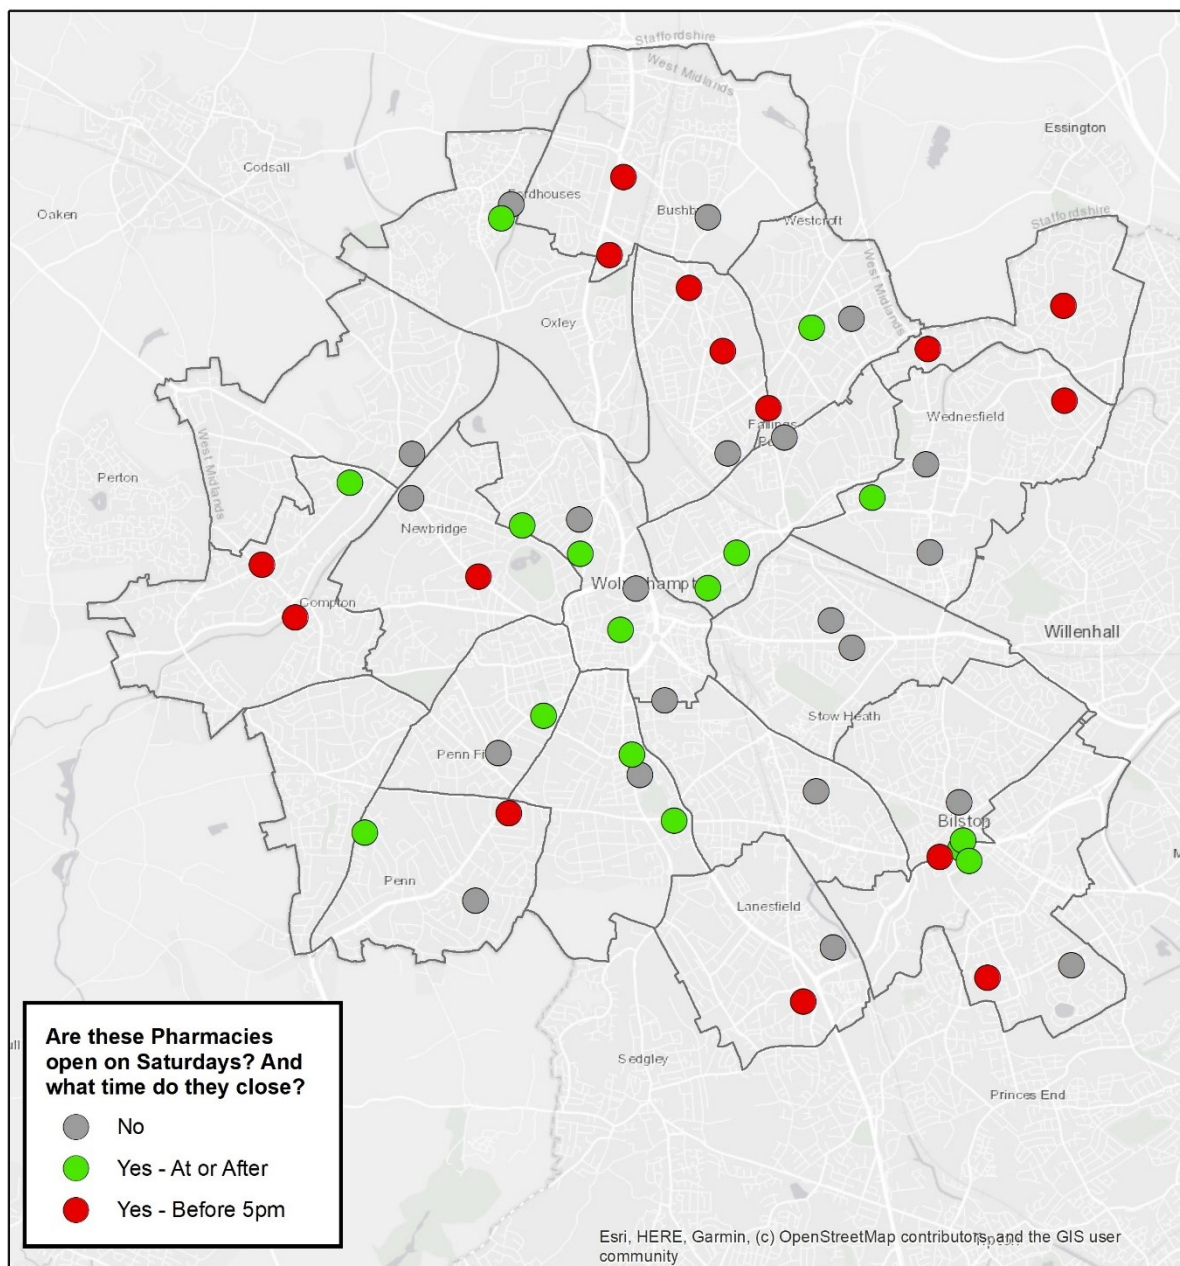 Staffordshire
West Midlands
Essington
Codsall
Oaken
Fordhouses
Westcroft
Staffordshire
West Midlands
Oxley
Wednesfield
West Midlands
Perton
Newbridge
Compton
Willenhall
Stow Heath
Bilston
Penn
Lanesfield
Sedgley
Princes End
Are these Pharmacies
open on Saturdays? And
what time do they close?
No
Yes - At or After
Yes - Before 5pm
Esri, HERE, Garmin, (c) OpenStreetMap contributors, and the GIS user
community